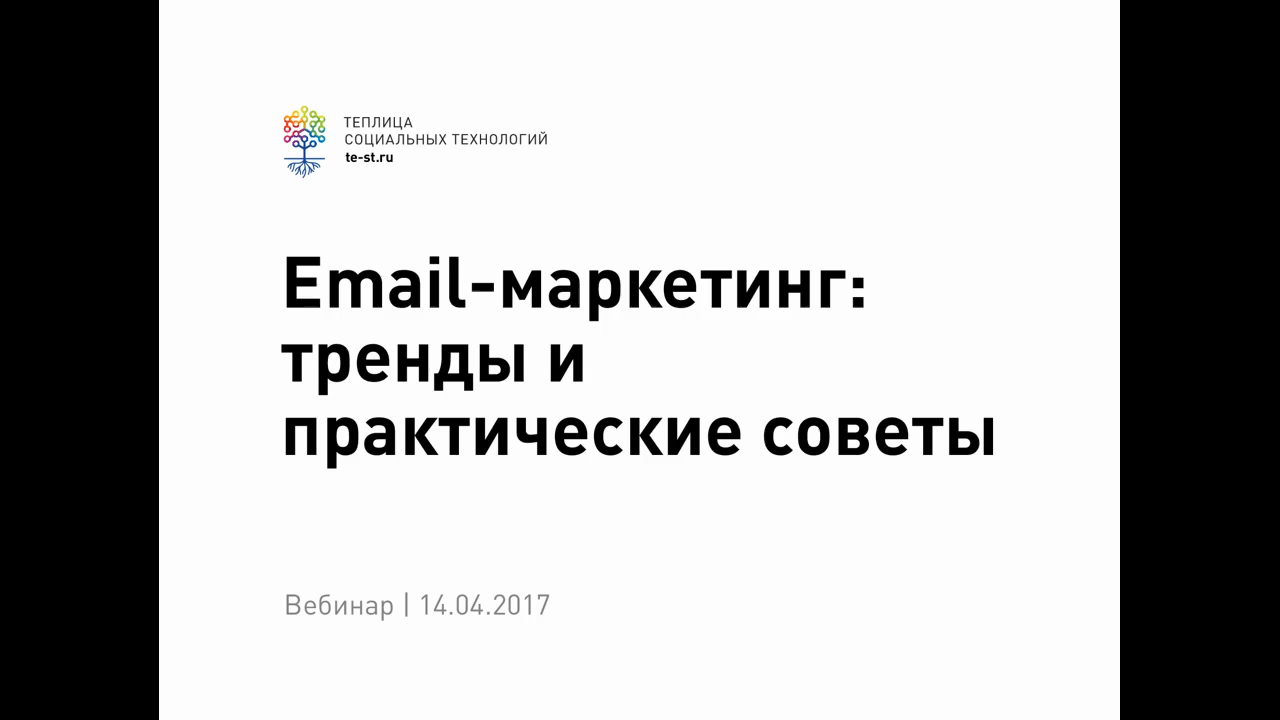 ТЕПЛИЦА
СОЦИАЛЬНЫХ ТЕХНОЛОГИЙ
te-st.ru
Email-маркетинг:
тренды и
практические советы
Вебинар | 14.04.2017